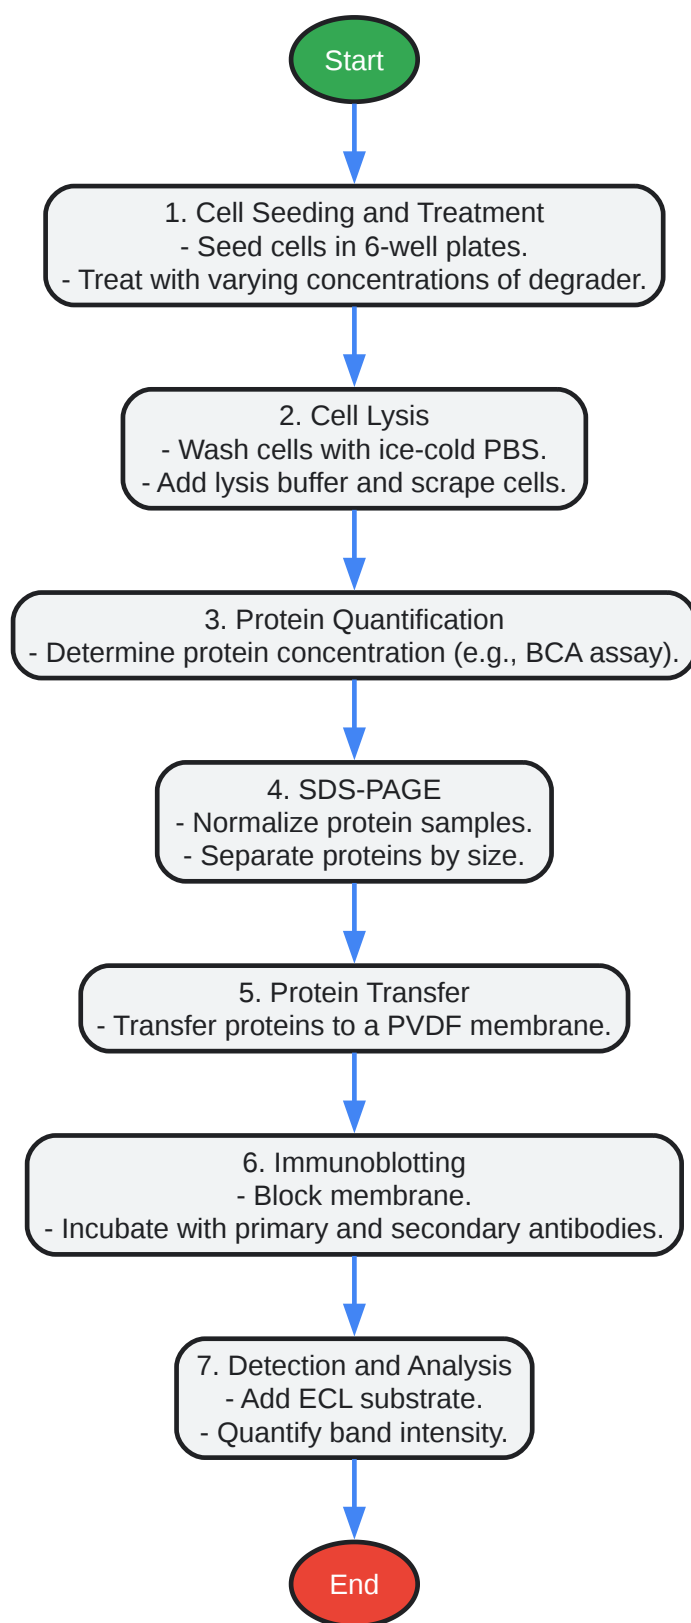 Start
1. Cell Seeding and Treatment
- Seed cells in 6-well plates.
- Treat with varying concentrations of degrader.
2. Cell Lysis
- Wash cells with ice-cold PBS.
- Add lysis buffer and scrape cells.
3. Protein Quantification
- Determine protein concentration (e.g., BCA assay).
4. SDS-PAGE
- Normalize protein samples.
- Separate proteins by size.
5. Protein Transfer
- Transfer proteins to a PVDF membrane.
6. Immunoblotting
- Block membrane.
- Incubate with primary and secondary antibodies.
7. Detection and Analysis
- Add ECL substrate.
- Quantify band intensity.
End